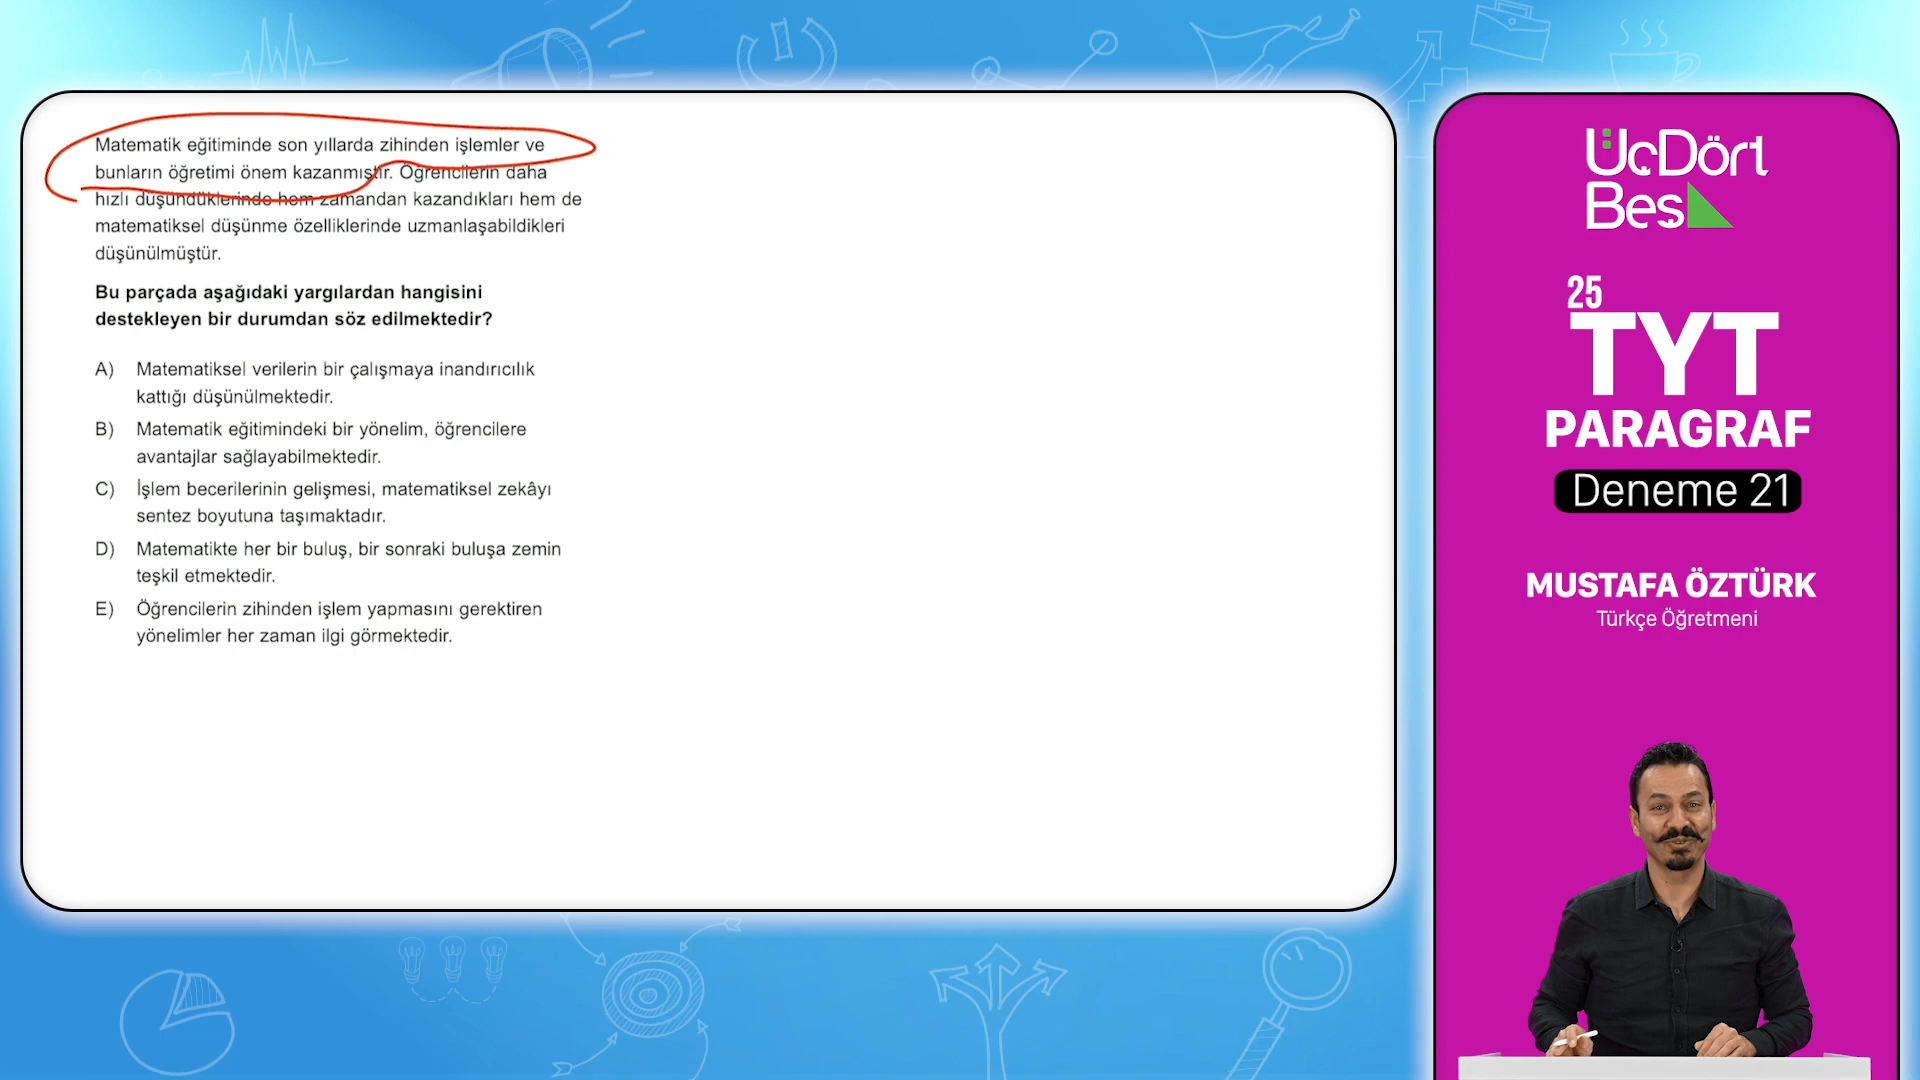 Matematik eğitiminde son yıllarda zihinden işlemler ve
bunların öğretimi önem kazanmıştır. Öğrencilerin daha
hızlı düşündüklerinde hem zamandan kazandıkları hem de
matematiksel düşünme özelliklerinde uzmanlaşabildikleri
düşünülmüştür.
Bu parçada aşağıdaki yargılardan hangisini
destekleyen bir durumdan söz edilmektedir?
A) Matematiksel verilerin bir çalışmaya inandırıcılık
kattığı düşünülmektedir.
B) Matematik eğitimindeki bir yönelim, öğrencilere
avantajlar sağlayabilmektedir.
C) İşlem becerilerinin gelişmesi, matematiksel zekâyı
sentez boyutuna taşımaktadır.
D) Matematikte her bir buluş, bir sonraki buluşa zemin
teşkil etmektedir.
E) Öğrencilerin zihinden işlem yapmasını gerektiren
yönelimler her zaman ilgi görmektedir.
ÜçDört
Beş
25
TYT
PARAGRAF
Deneme 21
MUSTAFA ÖZTÜRK
Türkçe Öğretmeni